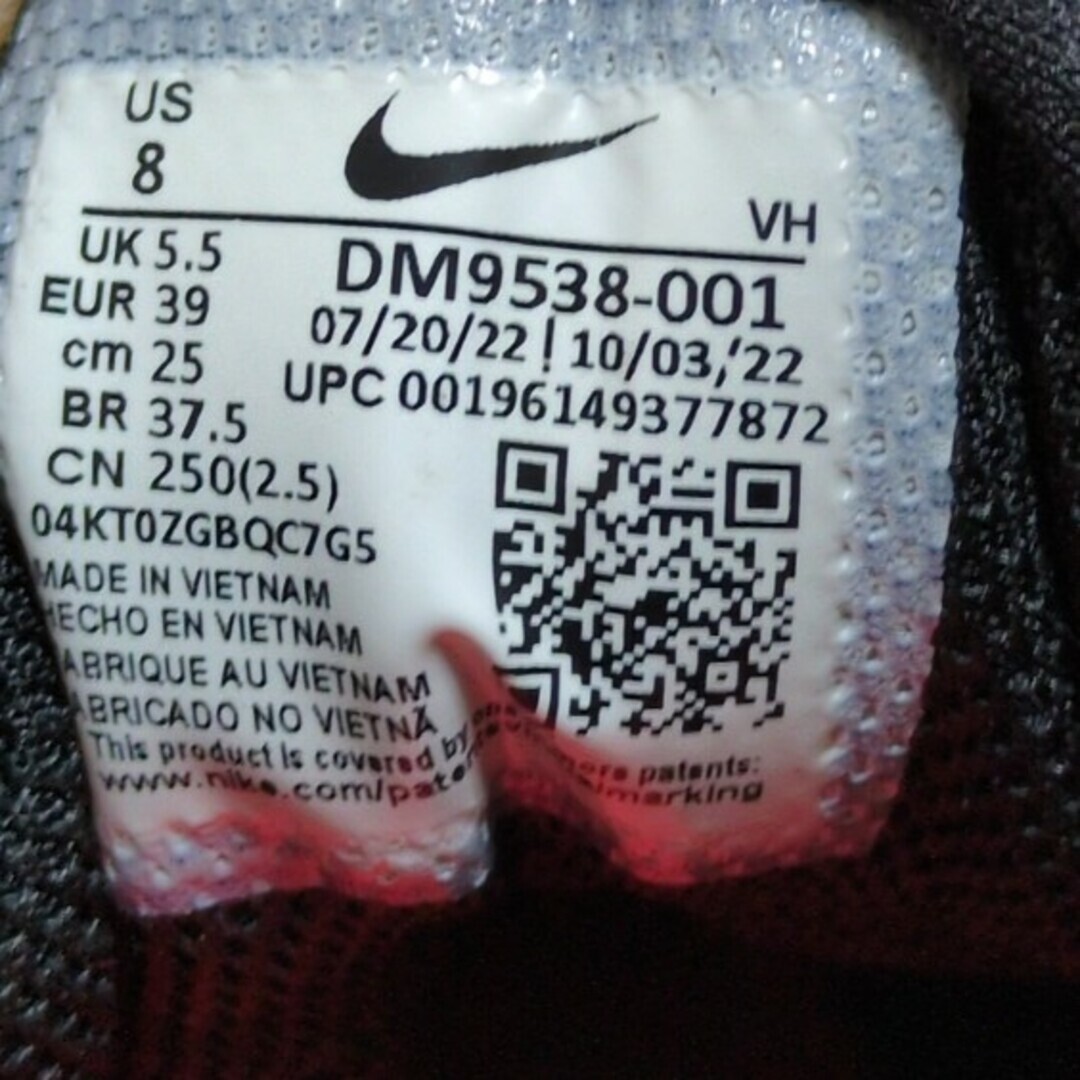 US
8
VH
UK 5.5
EUR 39
cm 25
BR 37.5
CN 250(2.5)
DM9538-001
07/20/22 ! 10/03,'22
UPC 00196149377872
04KT0ZGBQC7G5
MADE IN VIETNAM
HECHO EN VIETNAM
ABRIQUE AU VIETNAM
ABRICADO NO VIETNÃ
This product is covered by patents:
www.nike.com/pate marking